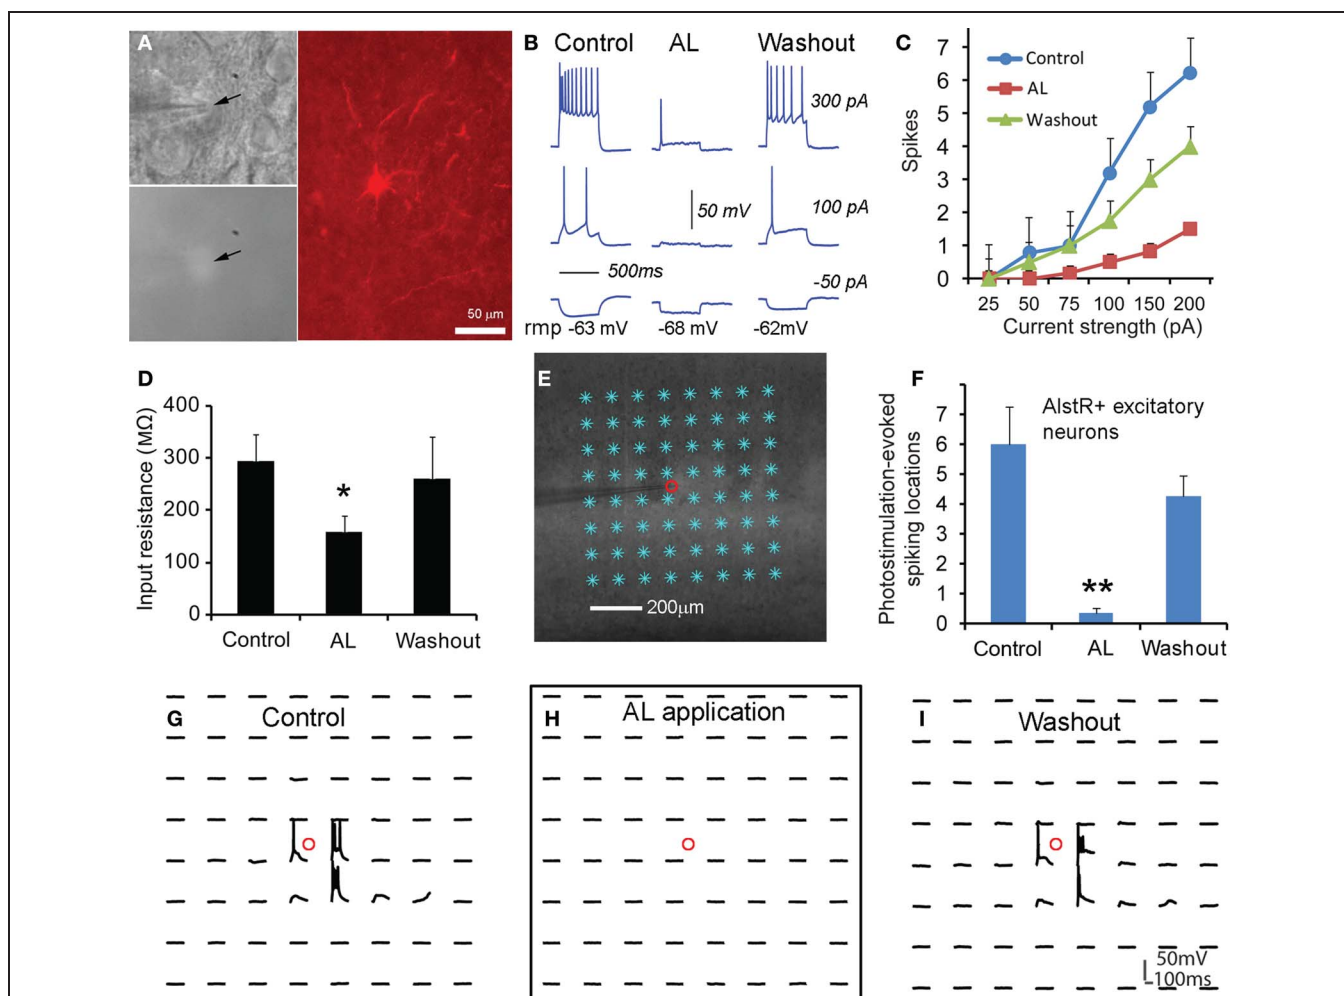 A
50 µm
B
Control AL Washout
300 pA
100 pA
50 mV
500ms
-50 pA
rmp -63 mV -68 mV -62mV
C
7
6
5
4
3
2
1
0
Spikes
Control
AL
Washout
25 50 75 100 150 200
Current strength (pA)
D
400
300
200
100
0
Input resistance (MΩ)
*
Control AL Washout
E
200µm
F
7
6
5
4
3
2
1
0
Photostimulation-evoked
spiking locations
AlstR+ excitatory
neurons
**
Control AL Washout
G
Control
H
AL application
I
Washout
50mV
100ms